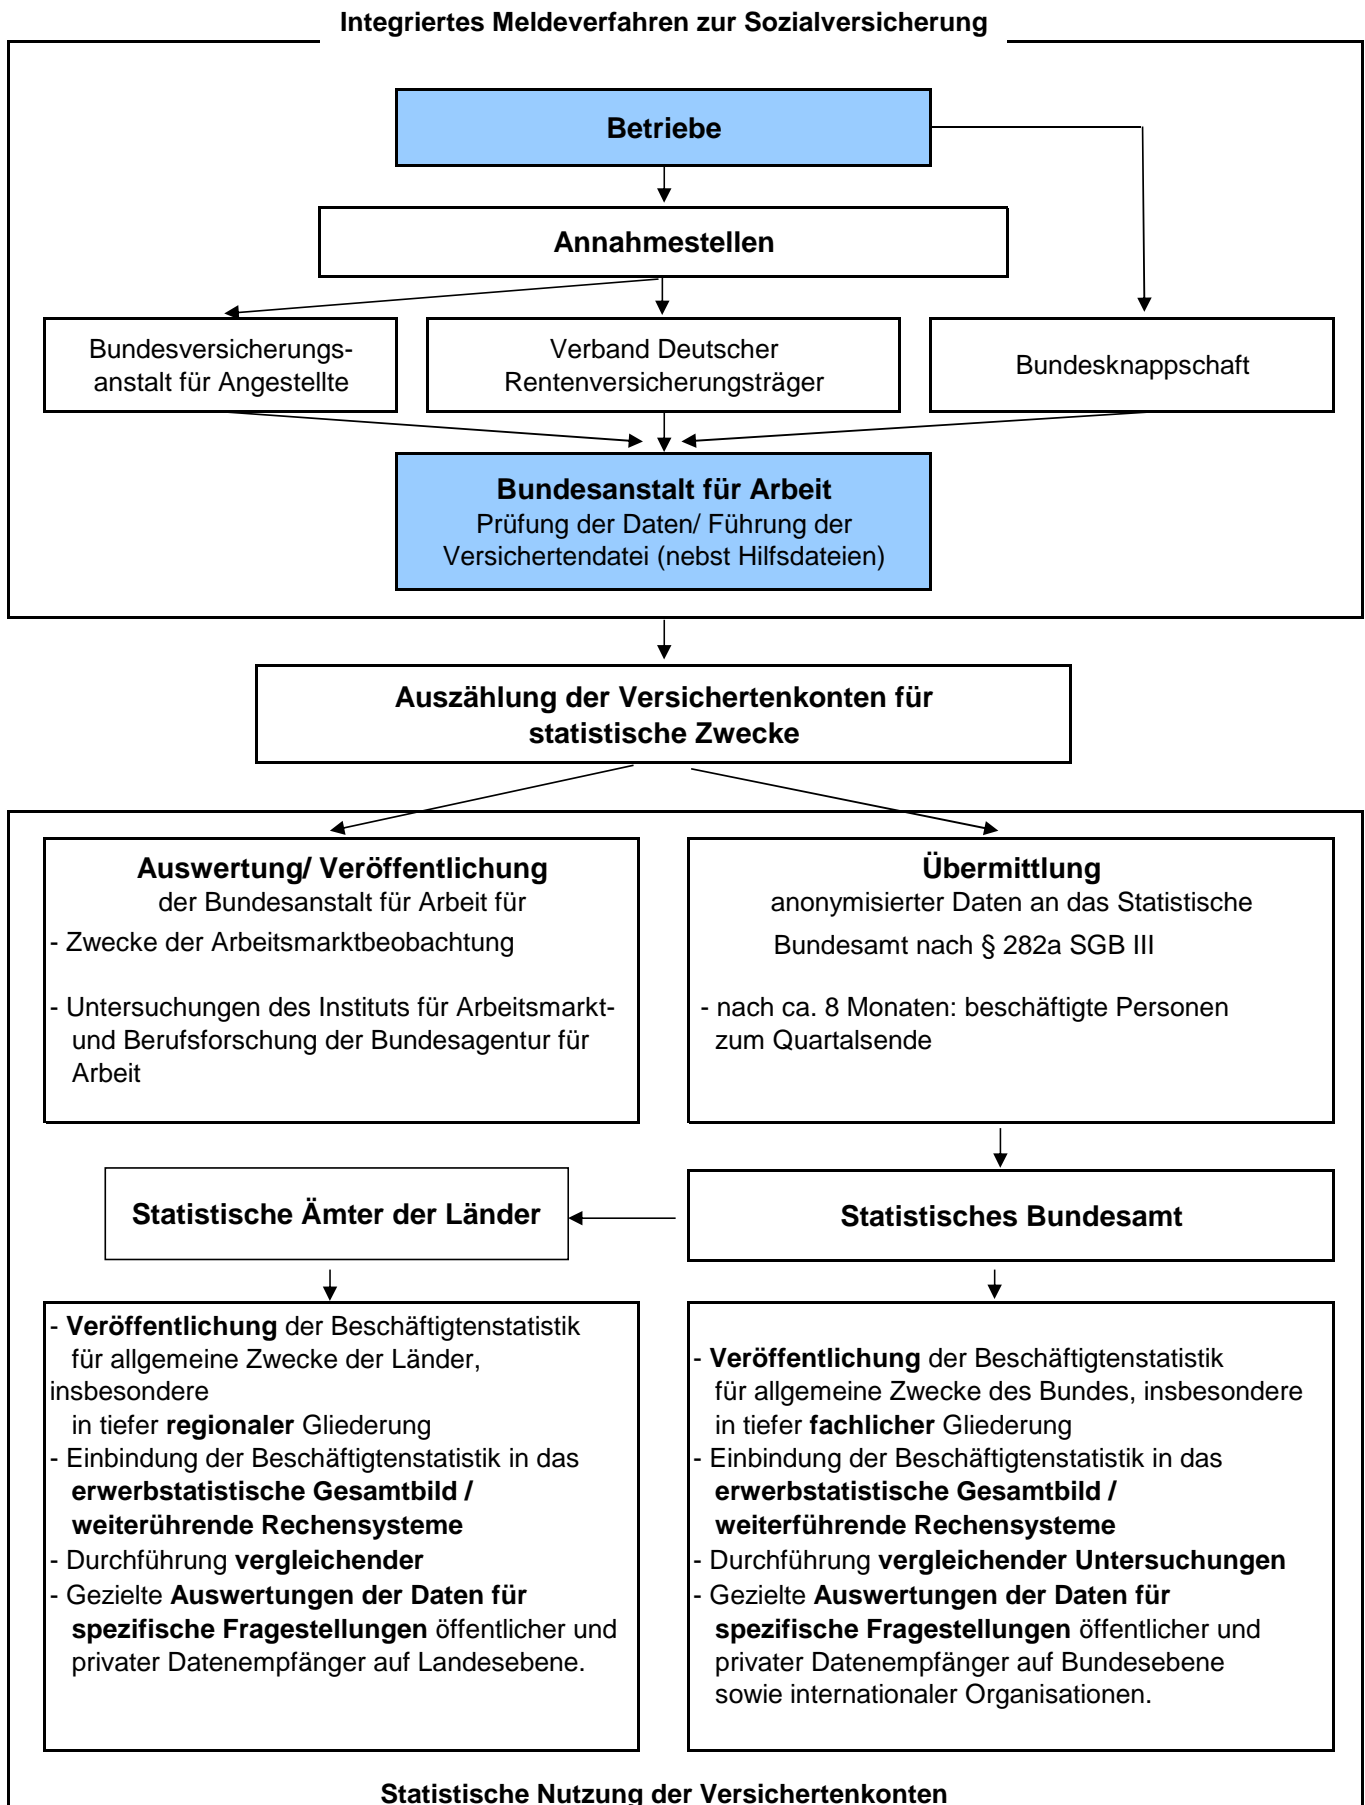 Integriertes Meldeverfahren zur Sozialversicherung
Betriebe
Annahmestellen
Bundesversicherungs-
anstalt für Angestellte
Verband Deutscher
Rentenversicherungsträger
Bundesknappschaft
Bundesanstalt für Arbeit
Prüfung der Daten/ Führung der
Versichertendatei (nebst Hilfsdateien)
Auszählung der Versichertenkonten für
statistische Zwecke
Auswertung/ Veröffentlichung
der Bundesanstalt für Arbeit für
- Zwecke der Arbeitsmarktbeobachtung
- Untersuchungen des Instituts für Arbeitsmarkt-
und Berufsforschung der Bundesagentur für
Arbeit
Übermittlung
anonymisierter Daten an das Statistische
Bundesamt nach § 282a SGB III
- nach ca. 8 Monaten: beschäftigte Personen
zum Quartalsende
Statistische Ämter der Länder
Statistisches Bundesamt
- Veröffentlichung der Beschäftigtenstatistik
für allgemeine Zwecke der Länder,
insbesondere
in tiefer regionaler Gliederung
- Einbindung der Beschäftigtenstatistik in das
erwerbstatistische Gesamtbild /
weiterührende Rechensysteme
- Durchführung vergleichender
- Gezielte Auswertungen der Daten für
spezifische Fragestellungen öffentlicher und
privater Datenempfänger auf Landesebene.
- Veröffentlichung der Beschäftigtenstatistik
für allgemeine Zwecke des Bundes, insbesondere
in tiefer fachlicher Gliederung
- Einbindung der Beschäftigtenstatistik in das
erwerbstatistische Gesamtbild /
weiterführende Rechensysteme
- Durchführung vergleichender Untersuchungen
- Gezielte Auswertungen der Daten für
spezifische Fragestellungen öffentlicher und
privater Datenempfänger auf Bundesebene
sowie internationaler Organisationen.
Statistische Nutzung der Versichertenkonten